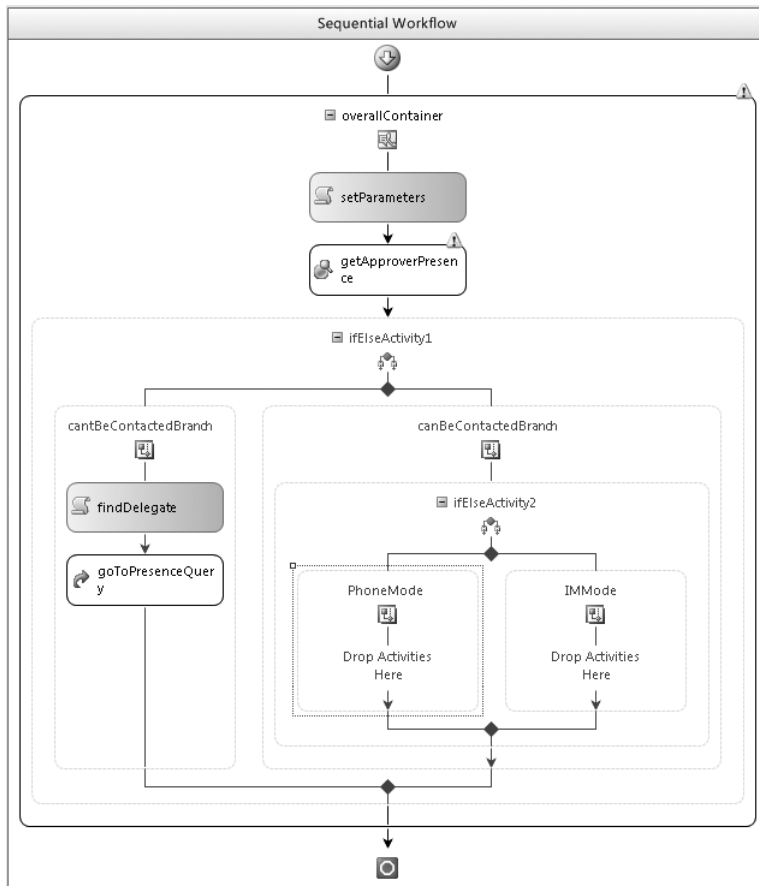 Sequential Workflow
overallContainer
setParameters
getApproverPresen
ce
ifElseActivity1
cantBeContactedBranch
canBeContactedBranch
findDelegate
goToPresenceQuer
y
ifElseActivity2
PhoneMode
IMMode
Drop Activities
Here
Drop Activities
Here